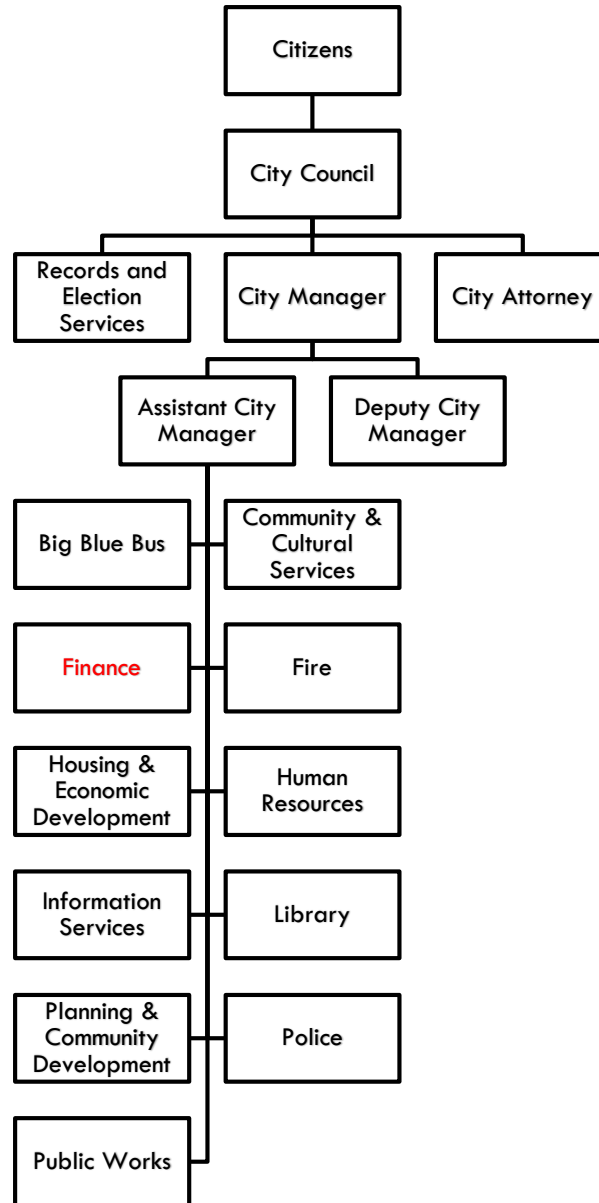 Citizens
City Council
Records and
Election
Services
City Manager
City Attorney
Assistant City
Manager
Deputy City
Manager
Big Blue Bus
Community &
Cultural
Services
Finance
Fire
Housing &
Economic
Development
Human
Resources
Information
Services
Library
Planning &
Community
Development
Police
Public Works